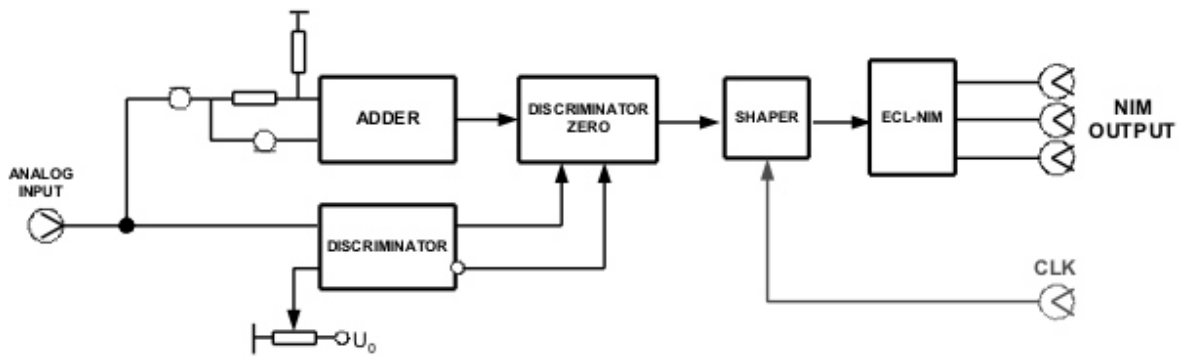 ADDER
DISCRIMINATOR
ZERO
SHAPER
ECL-NIM
NIM
OUTPUT
ANALOG
INPUT
DISCRIMINATOR
CLK
U0